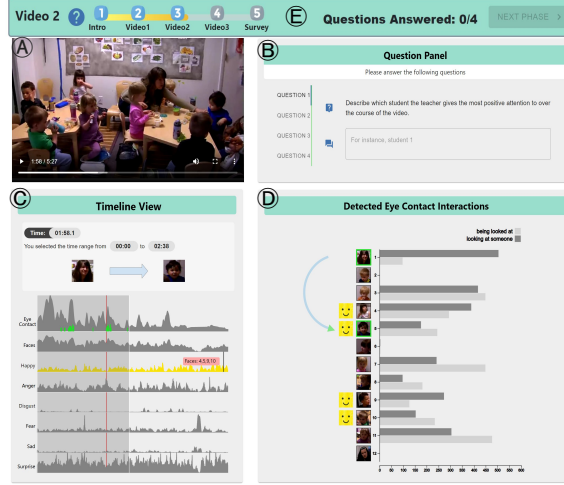 Video 2
?
1
2
3
4
5
Intro
Video1
Video2
Video3
Survey
E
Questions Answered: 0/4
NEXT PHASE >
A
1:58 / 5:27
B
Question Panel
Please answer the following questions
QUESTION 1
QUESTION 2
QUESTION 3
QUESTION 4
Describe which student the teacher gives the most positive attention to over
the course of the video.
For instance, student 1
C
Timeline View
Time: 01:58.1
You selected the time range from 00:00 to 02:38
Eye
Contact
Faces
Happy
Faces: 4,5,9,10
Anger
Disgust
Fear
Sad
Surprise
D
Detected Eye Contact Interactions
being looked at
looking at someone
1
2
3
4
5
6
7
8
9
10
11
12
0 50 100 150 200 250 300 350 400 450 500 550 600